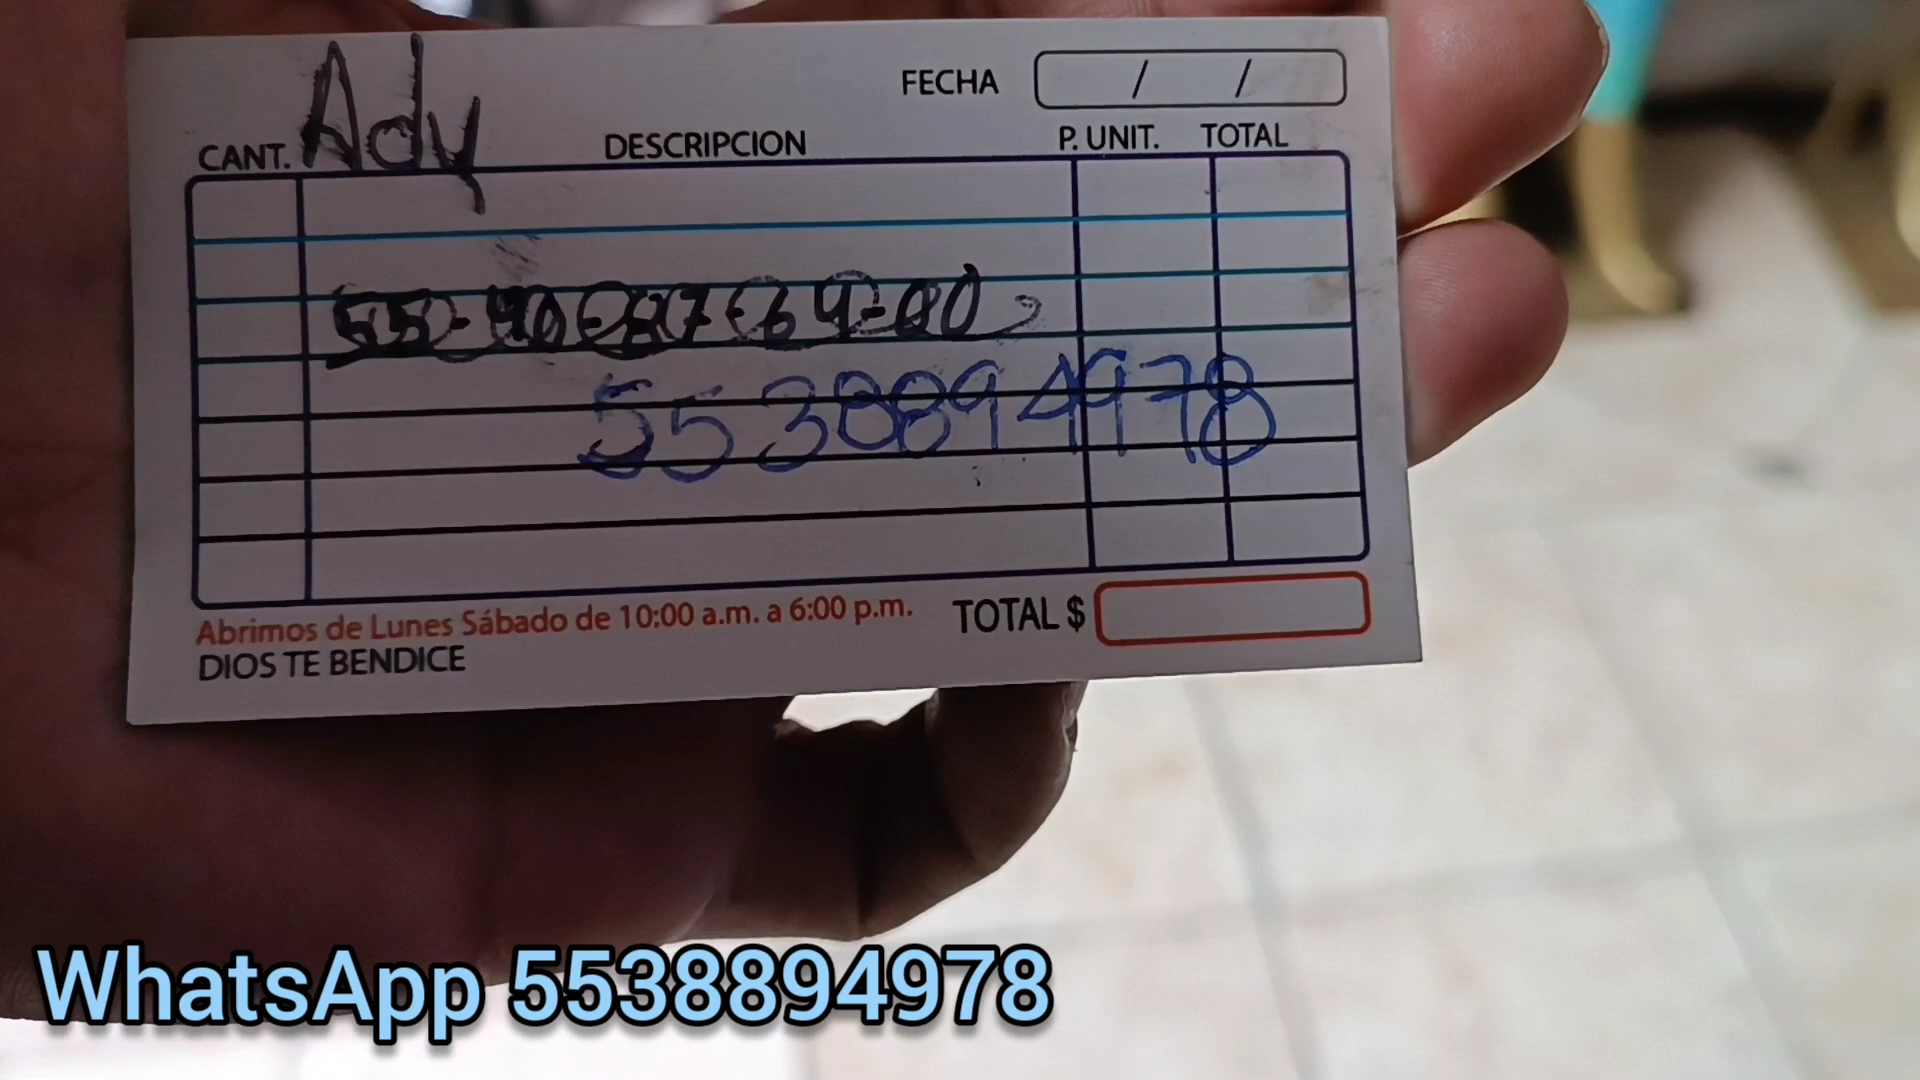 Ady
FECHA / /
CANT. DESCRIPCION P. UNIT. TOTAL
5538894978
Abrimos de Lunes Sábado de 10:00 a.m. a 6:00 p.m. TOTAL $
DIOS TE BENDICE
WhatsApp 5538894978